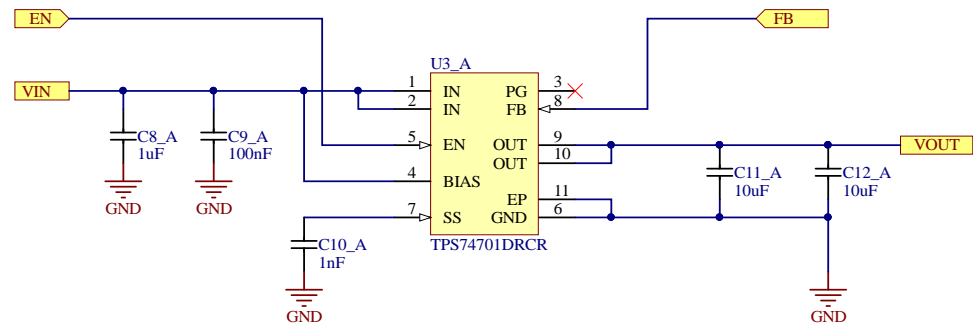 EN
FB
U3_A
VIN
1
IN
PG
3
2
IN
FB
8
C8_A
1uF
C9_A
100nF
5
EN
OUT
9
VOUT
OUT
10
4
BIAS
C11_A
10uF
C12_A
10uF
EP
11
7
SS
GND
6
GND
GND
C10_A
1nF
TPS74701DRCR
GND
GND